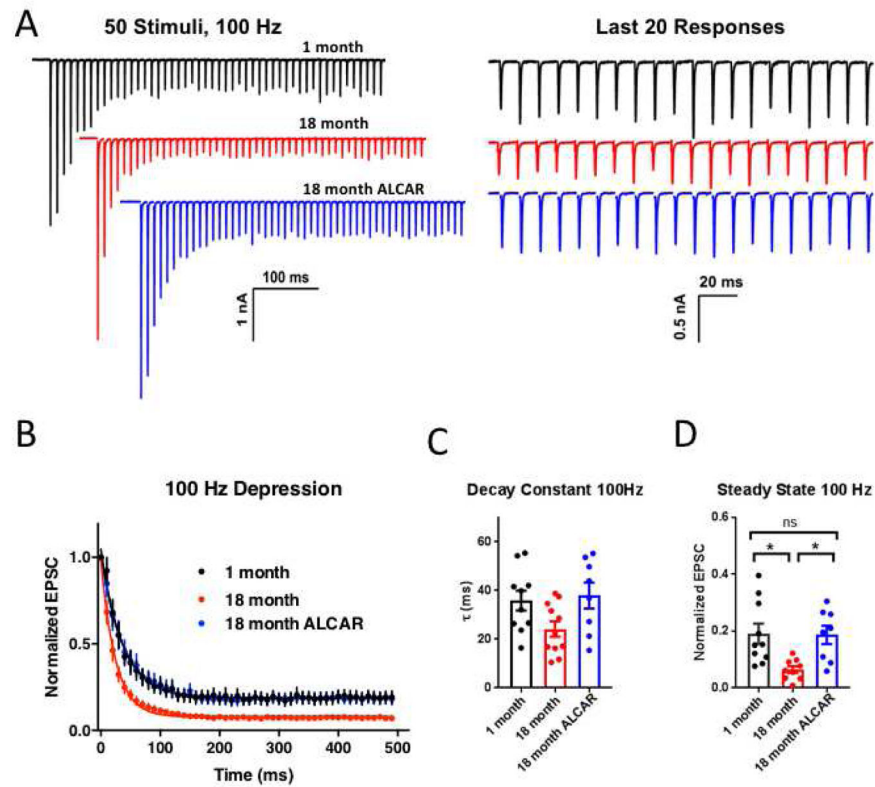 A
50 Stimuli, 100 Hz
Last 20 Responses
1 month
18 month
18 month ALCAR
100 ms
1 nA
20 ms
0.5 nA
B
100 Hz Depression
1 month
18 month
18 month ALCAR
Normalized EPSC
1.0
0.5
0.0
0
100
200
300
400
500
Time (ms)
C
Decay Constant 100Hz
τ (ms)
60
40
20
0
1 month
18 month
18 month ALCAR
D
Steady State 100 Hz
Normalized EPSC
0.6
0.4
0.2
0.0
ns
* *
1 month
18 month
18 month ALCAR